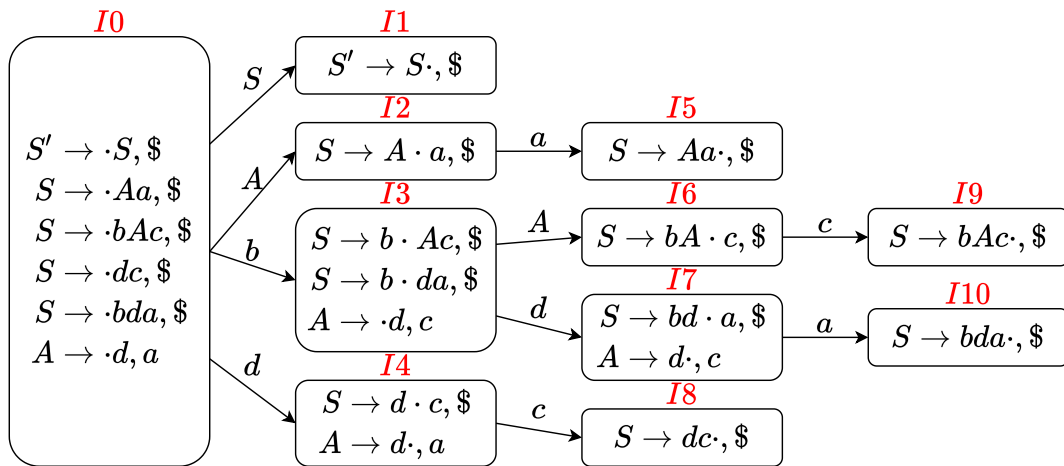 I0
S′ → ·S, $
S → ·Aa, $
S → ·bAc, $
S → ·dc, $
S → ·bda, $
A → ·d, a
S
A
b
d
I1
S′ → S·, $
I2
S → A · a, $
a
I5
S → Aa·, $
I3
S → b · Ac, $
S → b · da, $
A → ·d, c
A
d
I6
S → bA · c, $
c
I9
S → bAc·, $
I7
S → bd · a, $
A → d·, c
a
I10
S → bda·, $
I4
S → d · c, $
A → d·, a
c
I8
S → dc·, $